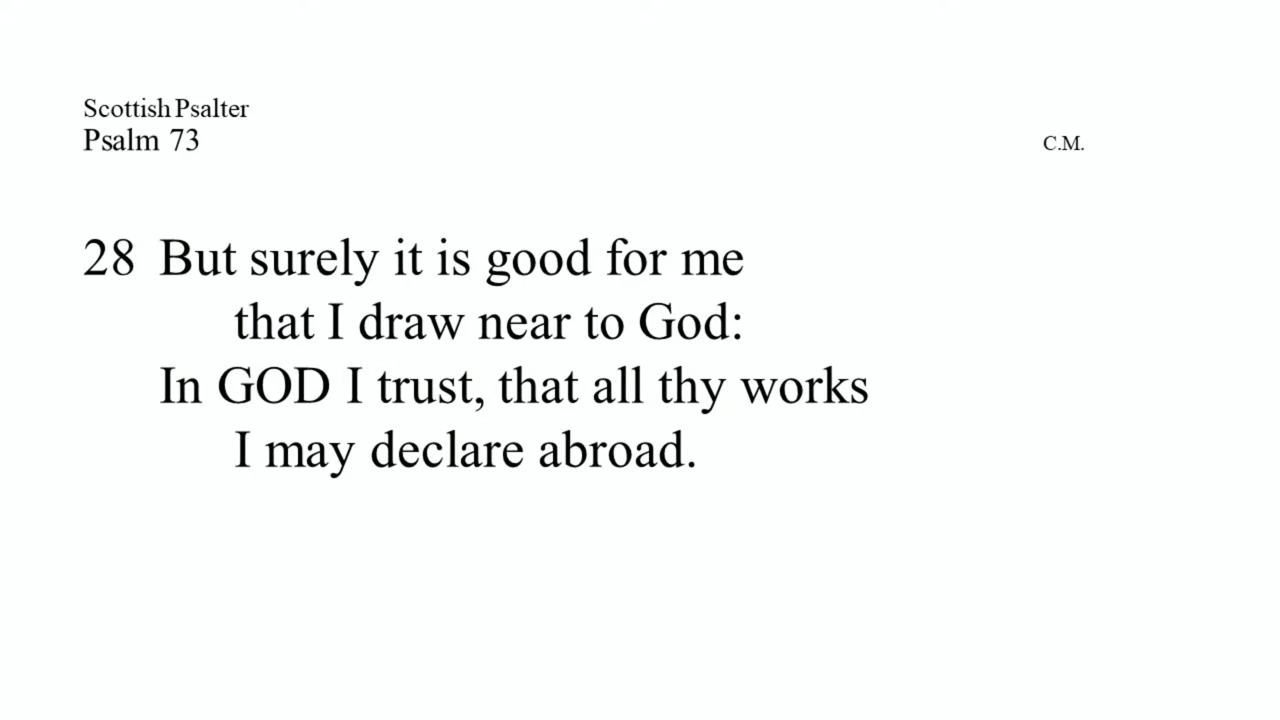 Scottish Psalter
Psalm 73
C.M.
28 But surely it is good for me
that I draw near to God:
In GOD I trust, that all thy works
I may declare abroad.